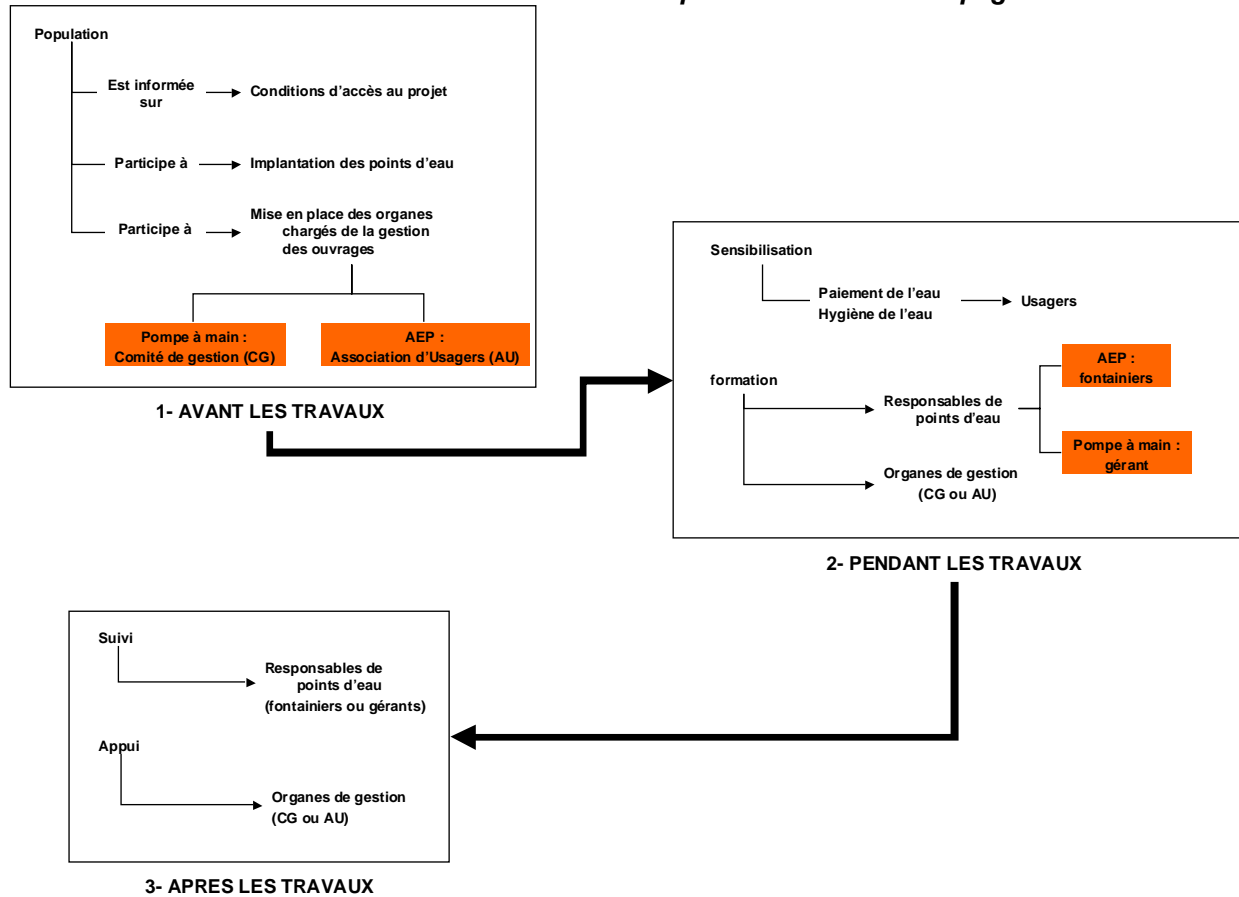 Population
Est informée
sur
Conditions d'accès au projet
Participe à
Implantation des points d'eau
Participe à
Mise en place des organes
chargés de la gestion
des ouvrages
Pompe à main :
Comité de gestion (CG)
AEP :
Association d'Usagers (AU)
1- AVANT LES TRAVAUX
Sensibilisation
Paiement de l'eau
Hygiène de l'eau
Usagers
formation
Responsables de
points d'eau
AEP :
fontainiers
Pompe à main :
gérant
Organes de gestion
(CG ou AU)
2- PENDANT LES TRAVAUX
Suivi
Responsables de
points d'eau
(fontainiers ou gérants)
Appui
Organes de gestion
(CG ou AU)
3- APRES LES TRAVAUX